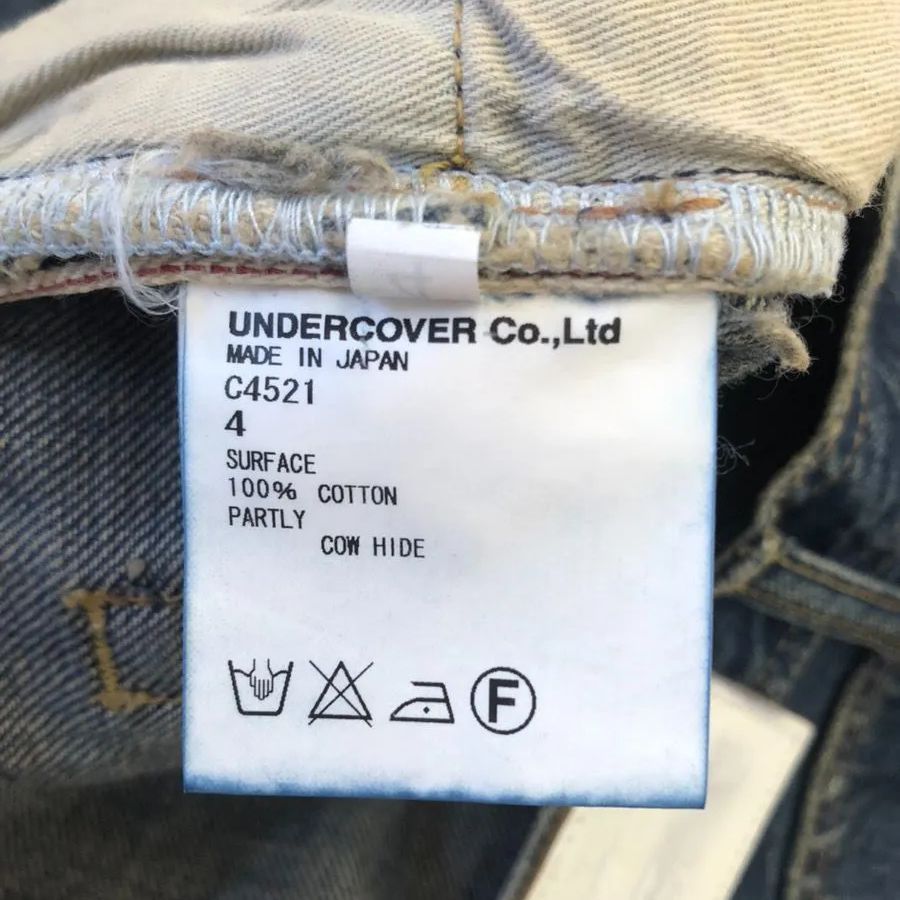 UNDERCOVER Co.,Ltd
MADE IN JAPAN
C4521
4
SURFACE
100% COTTON
PARTLY
COW HIDE
F